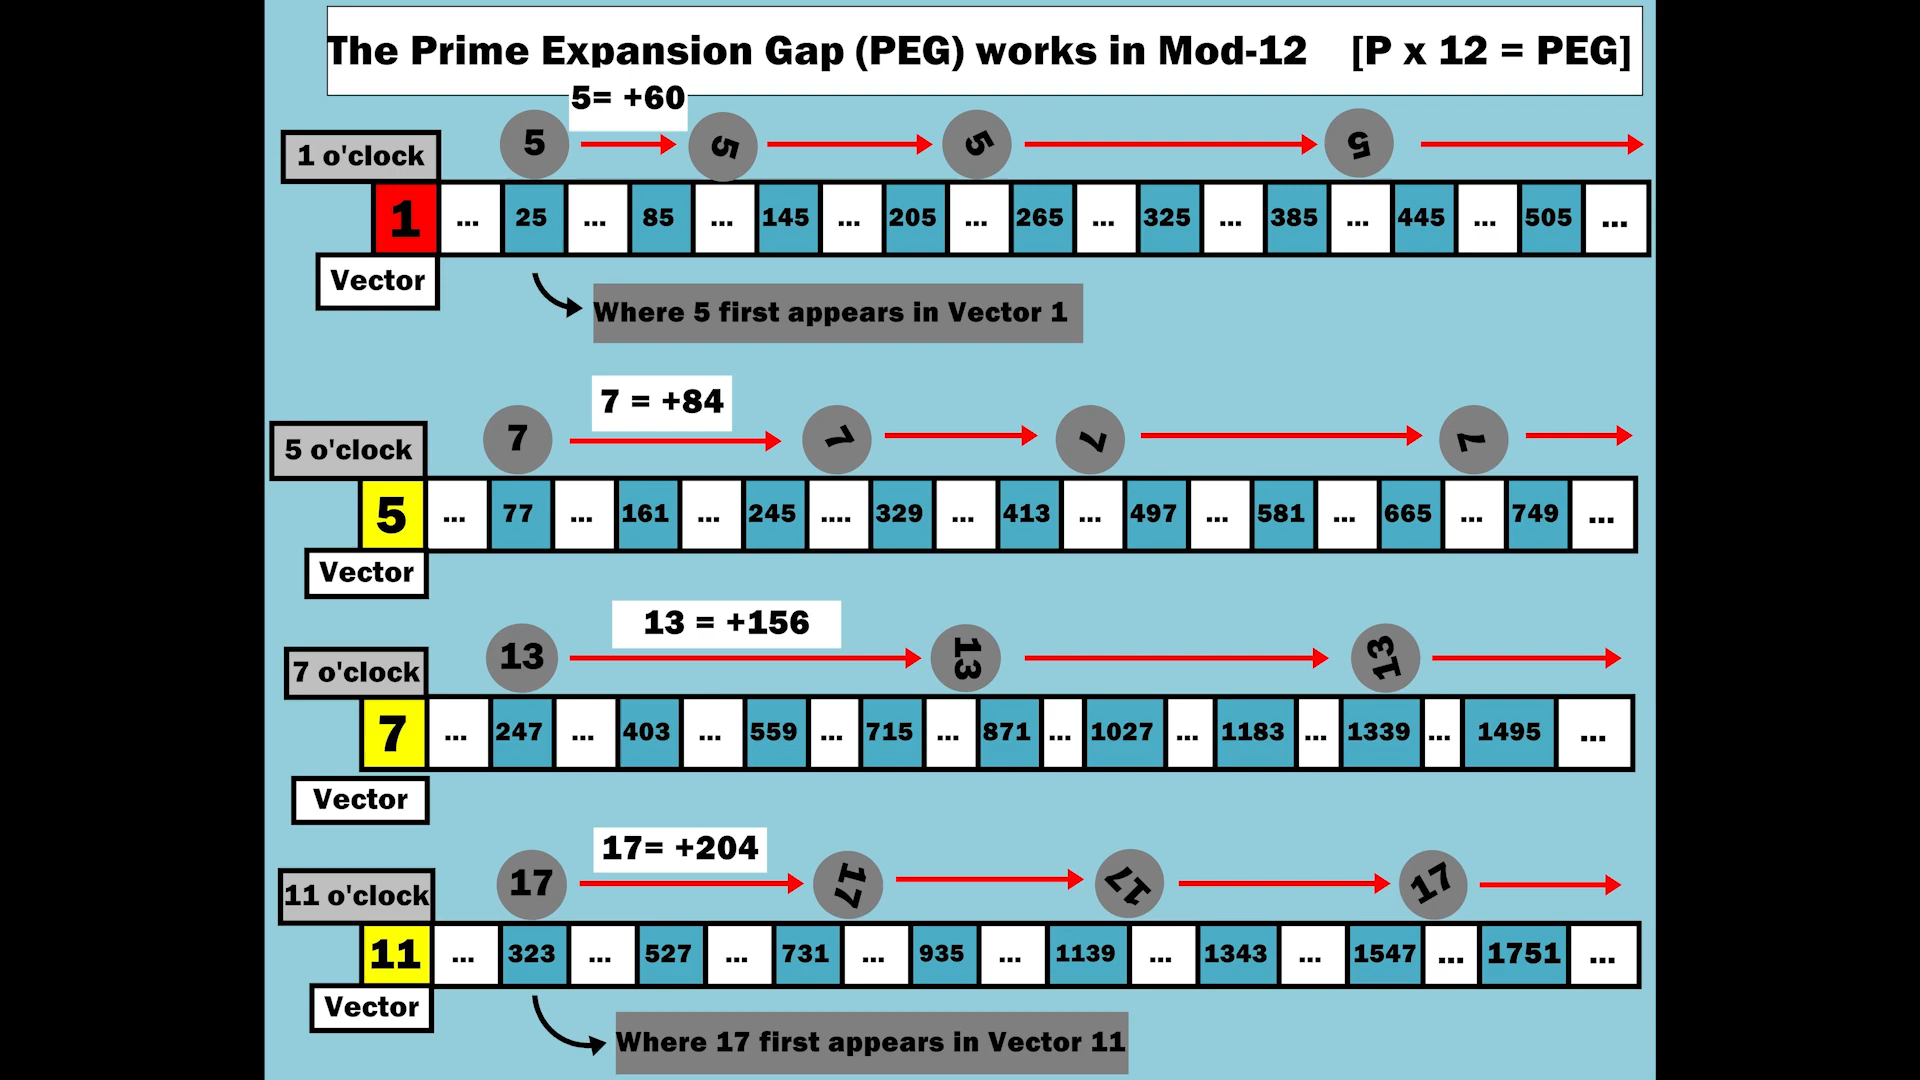 The Prime Expansion Gap (PEG) works in Mod-12 [P x 12 = PEG]
5= +60
5 5 5 5
1 o'clock
1 ... 25 ... 85 ... 145 ... 205 ... 265 ... 325 ... 385 ... 445 ... 505 ...
Vector
Where 5 first appears in Vector 1
7 = +84
7 7 7 7
5 o'clock
5 ... 77 ... 161 ... 245 .... 329 ... 413 ... 497 ... 581 ... 665 ... 749 ...
Vector
13 = +156
13 13 13
7 o'clock
7 ... 247 ... 403 ... 559 ... 715 ... 871 ... 1027 ... 1183 ... 1339 ... 1495 ...
Vector
17= +204
17 17 17 17
11 o'clock
11 ... 323 ... 527 ... 731 ... 935 ... 1139 ... 1343 ... 1547 ... 1751 ...
Vector
Where 17 first appears in Vector 11